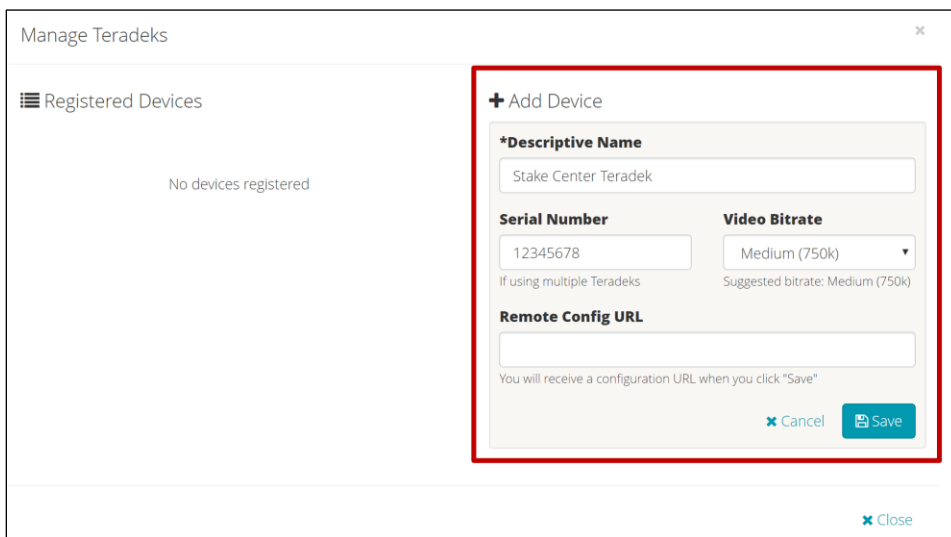 Manage Teradeks
Registered Devices
No devices registered
Add Device
*Descriptive Name
Stake Center Teradek
Serial Number
Video Bitrate
12345678
Medium (750k)
If using multiple Teradeks
Suggested bitrate: Medium (750k)
Remote Config URL
You will receive a configuration URL when you click "Save"
Cancel
Save
Close